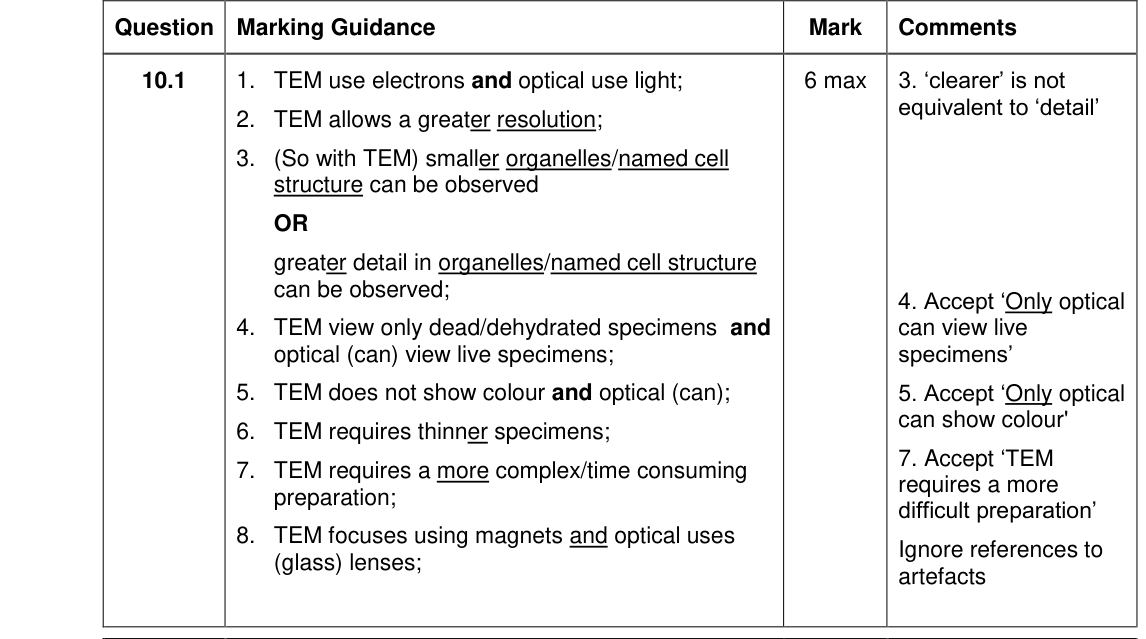 Question Marking Guidance Mark Comments
10.1 1. TEM use electrons and optical use light; 6 max 3. ‘clearer’ is not
equivalent to ‘detail’
2. TEM allows a greater resolution;
3. (So with TEM) smaller organelles/named cell
structure can be observed
OR
greater detail in organelles/named cell structure
can be observed;
4. Accept ‘Only optical
can view live
specimens’
4. TEM view only dead/dehydrated specimens and
optical (can) view live specimens;
5. TEM does not show colour and optical (can);
5. Accept ‘Only optical
can show colour'
6. TEM requires thinner specimens;
7. TEM requires a more complex/time consuming
preparation;
7. Accept ‘TEM
requires a more
difficult preparation’
8. TEM focuses using magnets and optical uses
(glass) lenses;
Ignore references to
artefacts